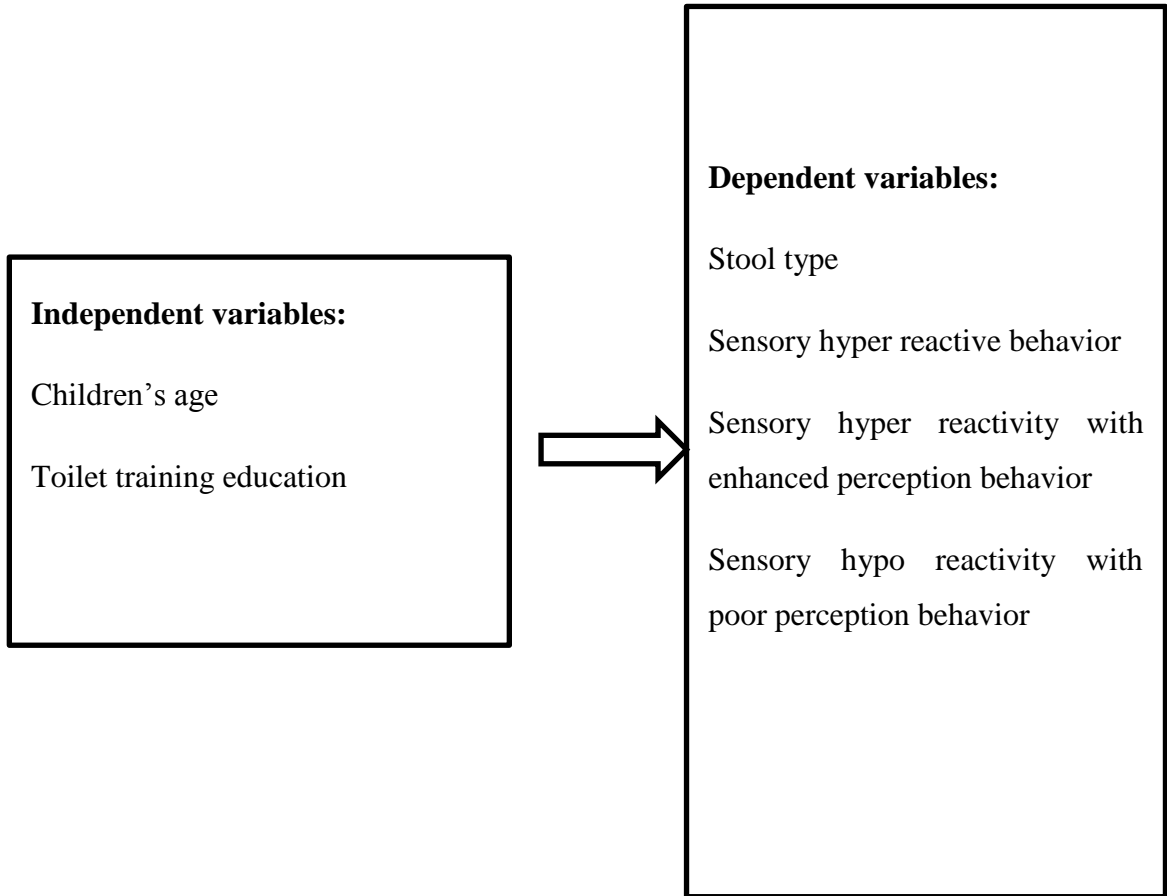 Independent variables:
Children’s age
Toilet training education
Dependent variables:
Stool type
Sensory hyper reactive behavior
Sensory hyper reactivity with
enhanced perception behavior
Sensory hypo reactivity with
poor perception behavior